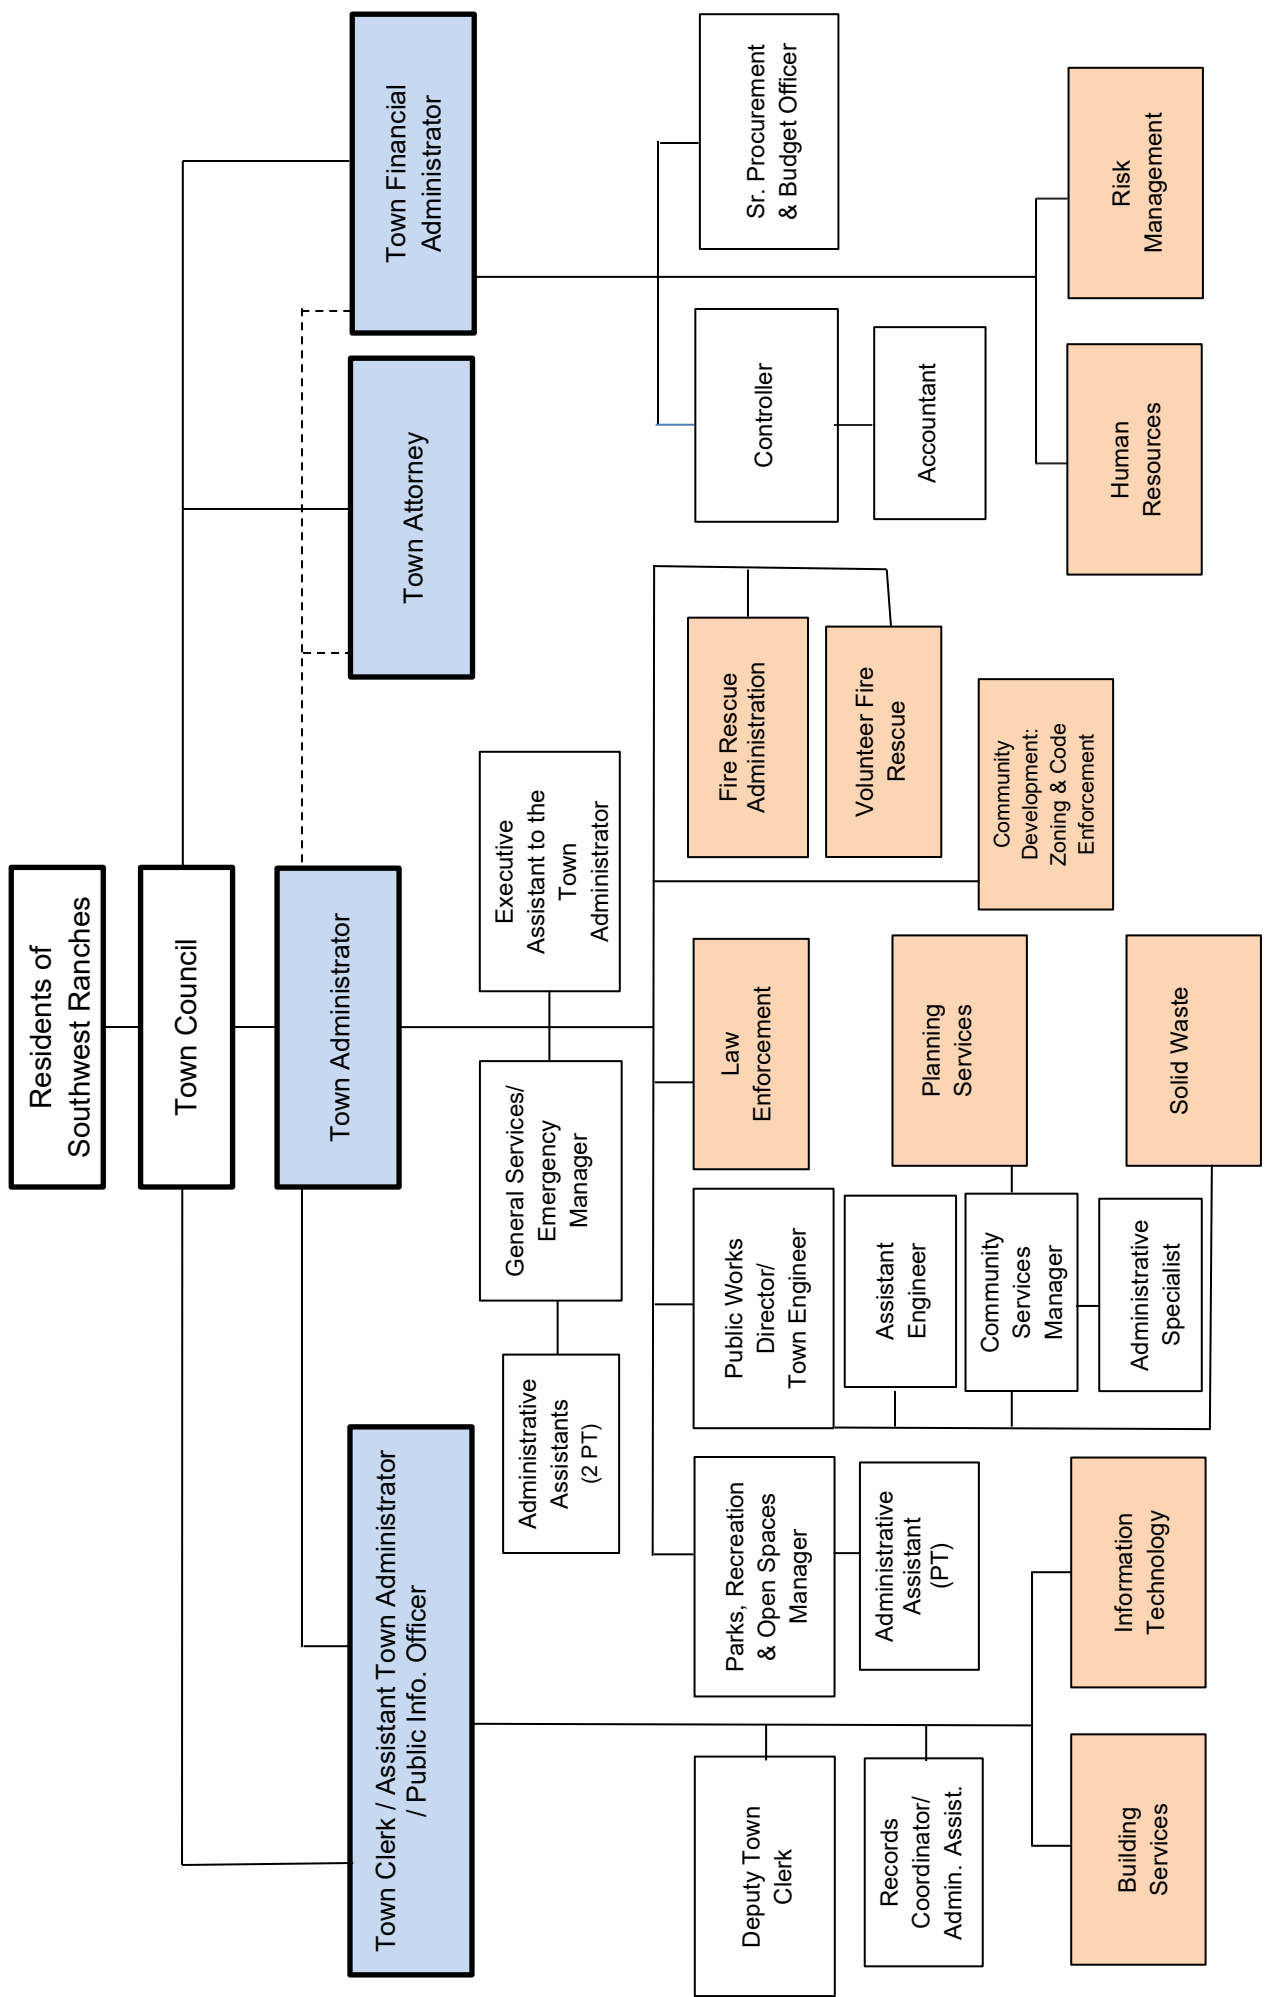 Residents of
Southwest Ranches
Town Council
Town Administrator
Town Clerk / Assistant Town Administrator
/ Public Info. Officer
Town Attorney
Town Financial
Administrator
Administrative
Assistants
(2 PT)
General Services/
Emergency
Manager
Executive
Assistant to the
Town
Administrator
Deputy Town
Clerk
Records
Coordinator/
Admin. Assist.
Building
Services
Information
Technology
Parks, Recreation
& Open Spaces
Manager
Administrative
Assistant
(PT)
Public Works
Director/
Town Engineer
Assistant
Engineer
Community
Services
Manager
Administrative
Specialist
Law
Enforcement
Planning
Services
Solid Waste
Fire Rescue
Administration
Volunteer Fire
Rescue
Community
Development:
Zoning & Code
Enforcement
Controller
Accountant
Sr. Procurement
& Budget Officer
Human
Resources
Risk
Management